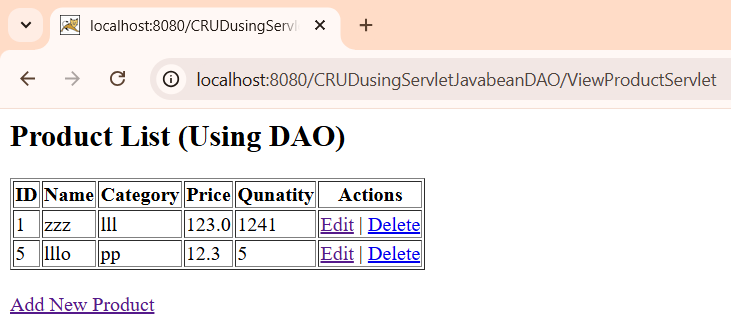 localhost:8080/CRUDusingServl
localhost:8080/CRUDusingServletJavabeanDAO/ViewProductServlet
Product List (Using DAO)
ID Name Category Price Qunatity Actions
1 zzz lll 123.0 1241 Edit | Delete
5 lllo pp 12.3 5 Edit | Delete
Add New Product